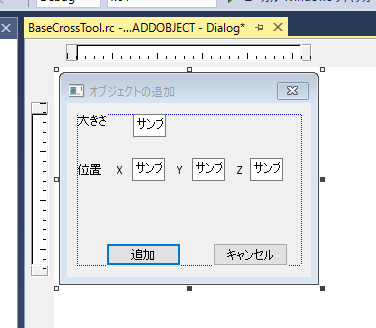 BaseCrossTool.rc -...ADDOBJECT - Dialog*
オブジェクトの追加
大きさ サンプ
位置 X サンプ Y サンプ Z サンプ
追加 キャンセル